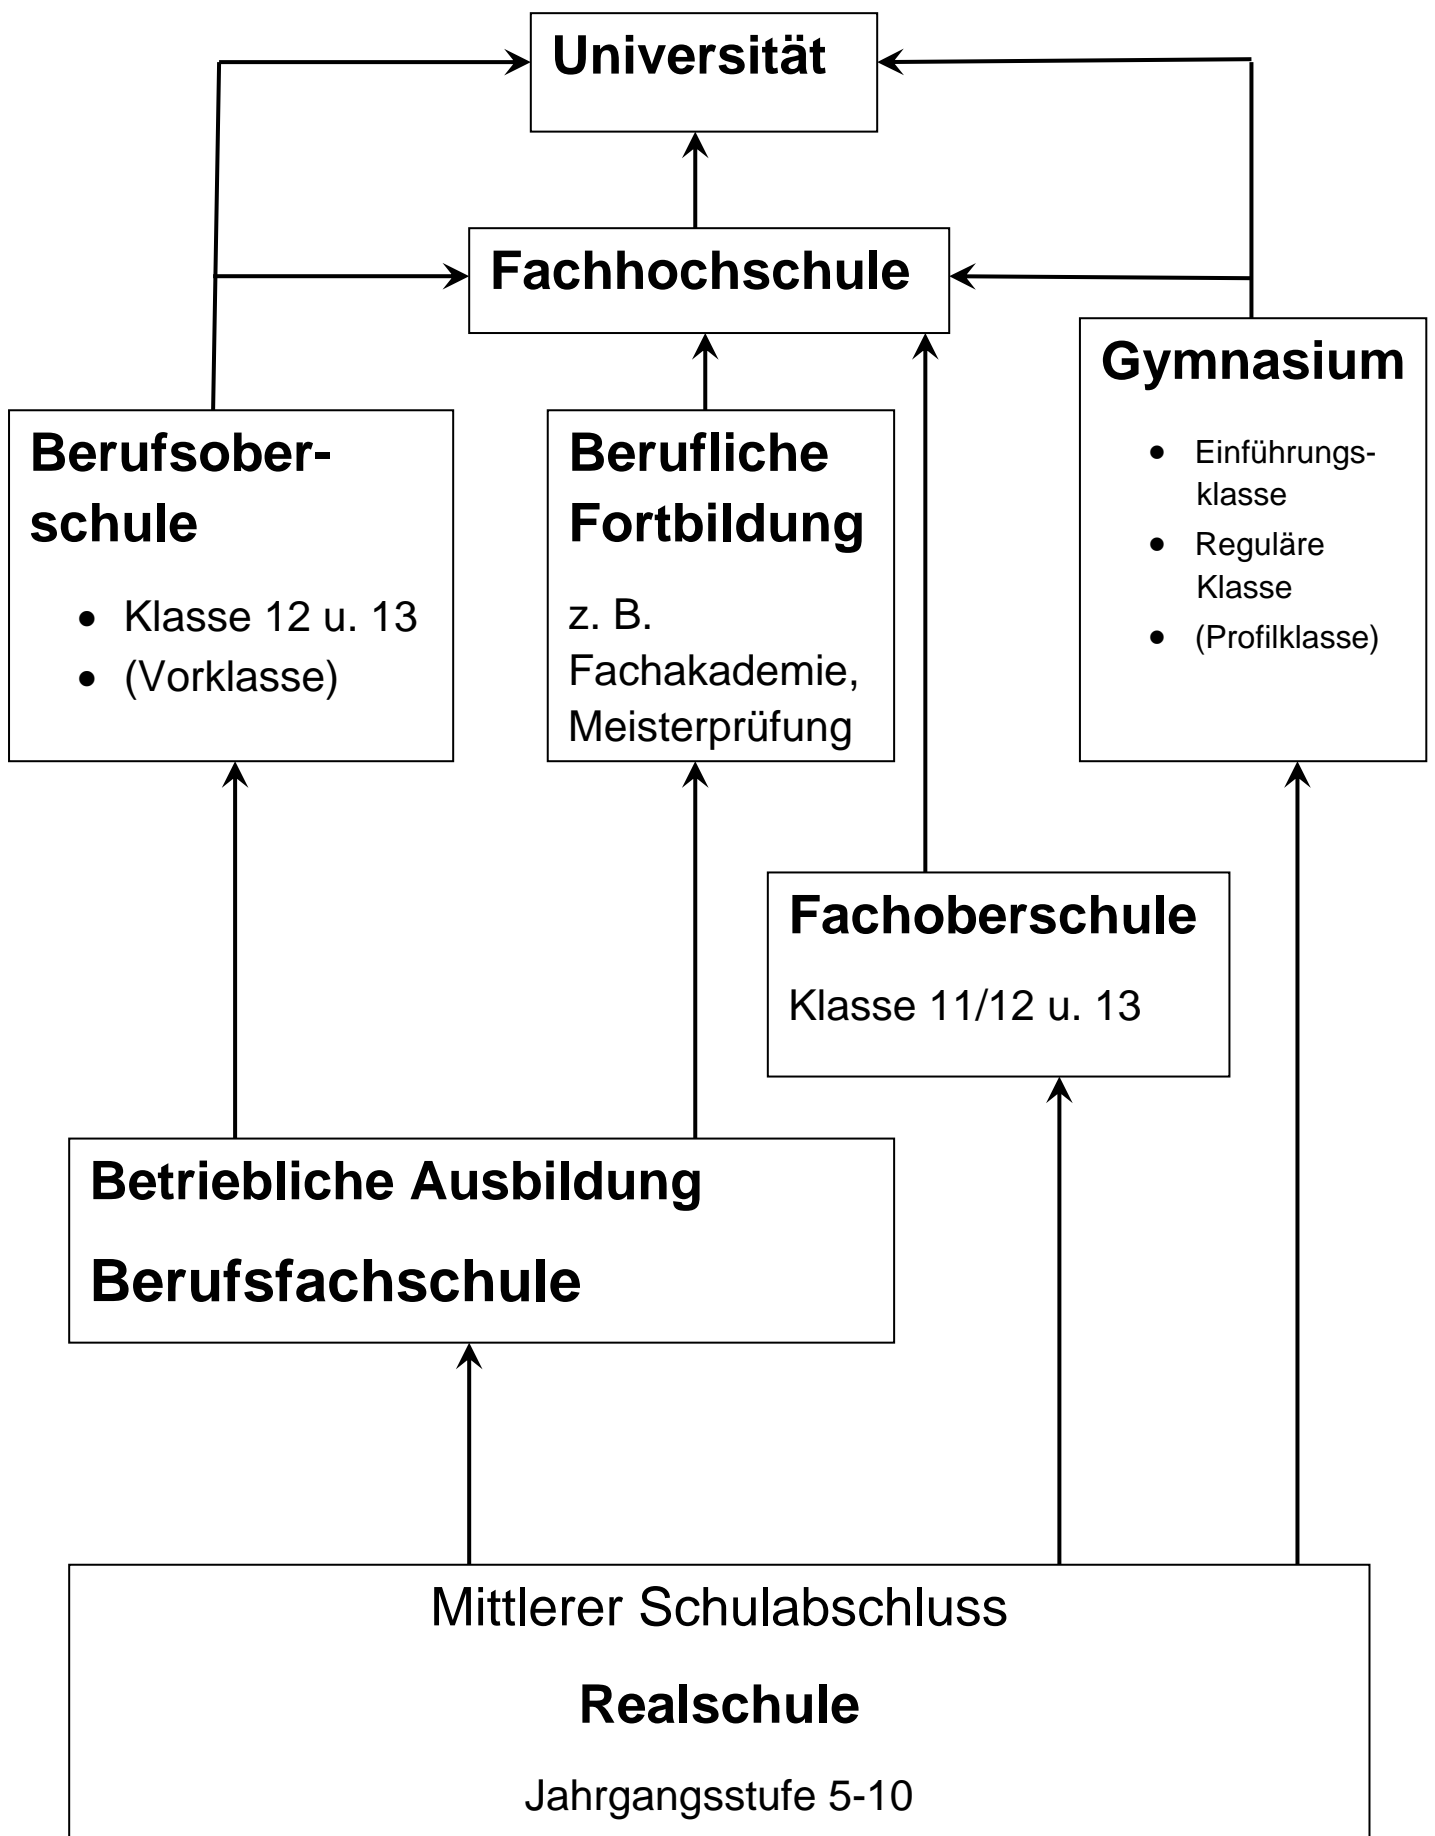 Universität
Fachhochschule
Gymnasium
• Einführungs-
klasse
• Reguläre
Klasse
• (Profilklasse)
Berufsober-
schule
• Klasse 12 u. 13
• (Vorklasse)
Berufliche
Fortbildung
z. B.
Fachakademie,
Meisterprüfung
Fachoberschule
Klasse 11/12 u. 13
Betriebliche Ausbildung
Berufsfachschule
Mittlerer Schulabschluss
Realschule
Jahrgangsstufe 5-10